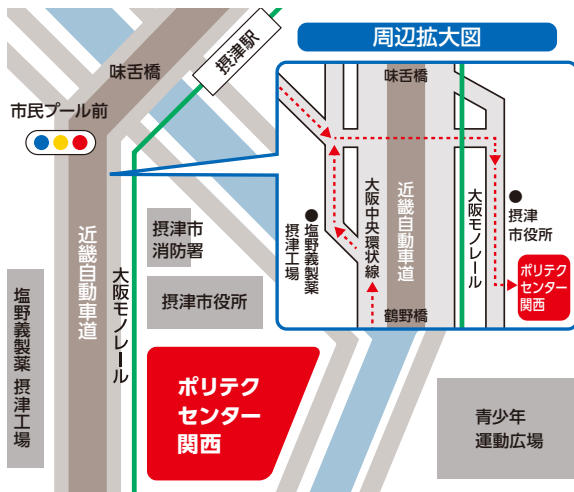 周辺拡大図
味舌橋
摂津駅
市民プール前
近畿自動車道
大阪モノレール
摂津市
消防署
摂津市役所
塩野義製薬 摂津工場
ポリテク
センター
関西
青少年
運動広場
味舌橋
塩野義製薬
摂津工場
大阪中央環状線
近畿自動車道
大阪モノレール
摂津
市役所
ポリテク
センター
関西
鶴野橋